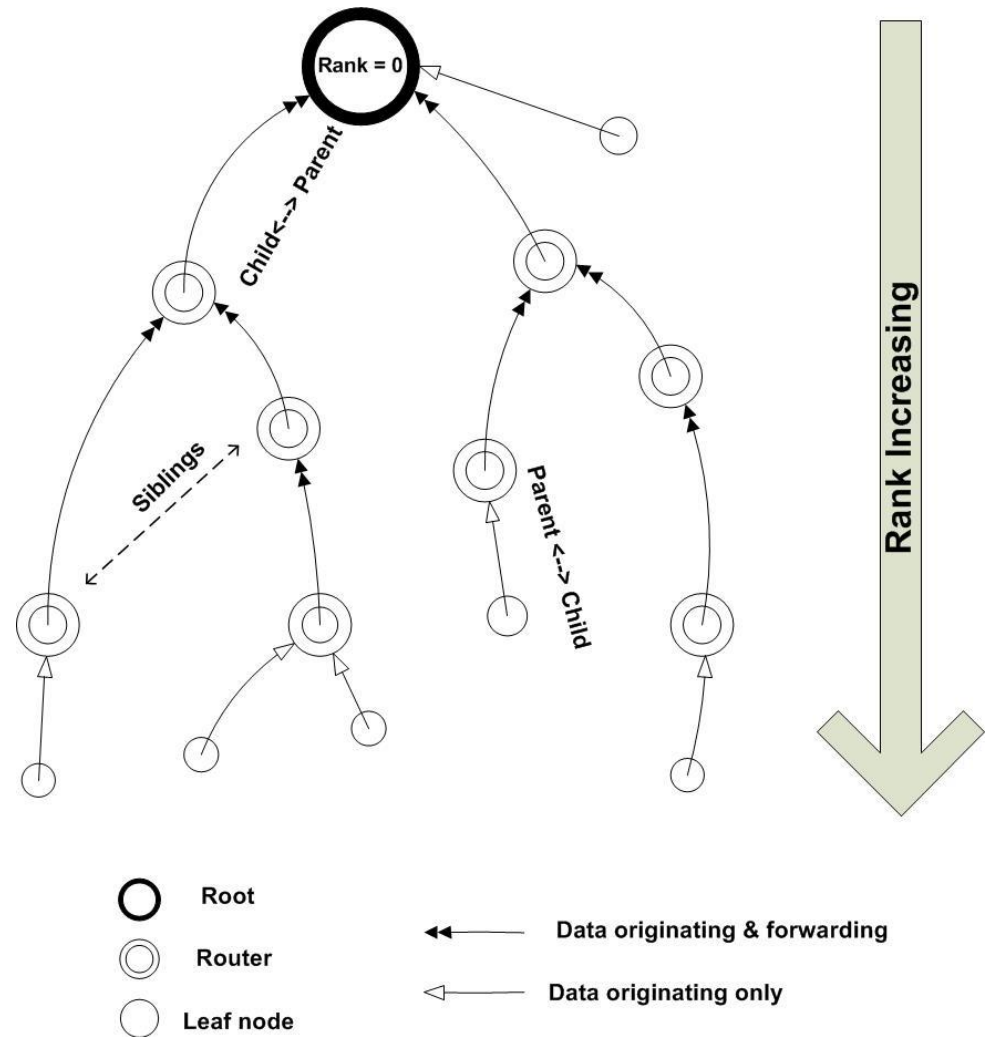 Rank = 0
Child<--> Parent
Siblings
Parent <--> Child
Rank Increasing
Root
Router
Leaf node
Data originating & forwarding
Data originating only